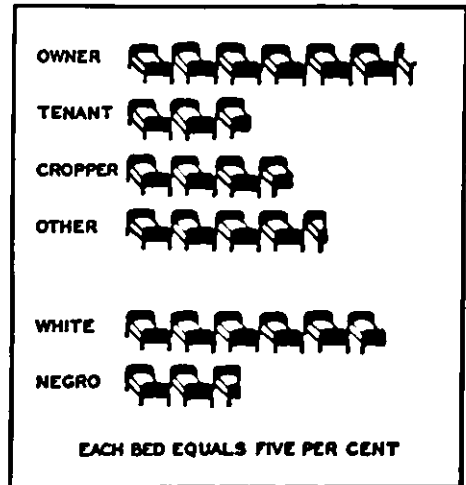 OWNER
TENANT
CROPPER
OTHER
WHITE
NEGRO
EACH BED EQUALS FIVE PER CENT